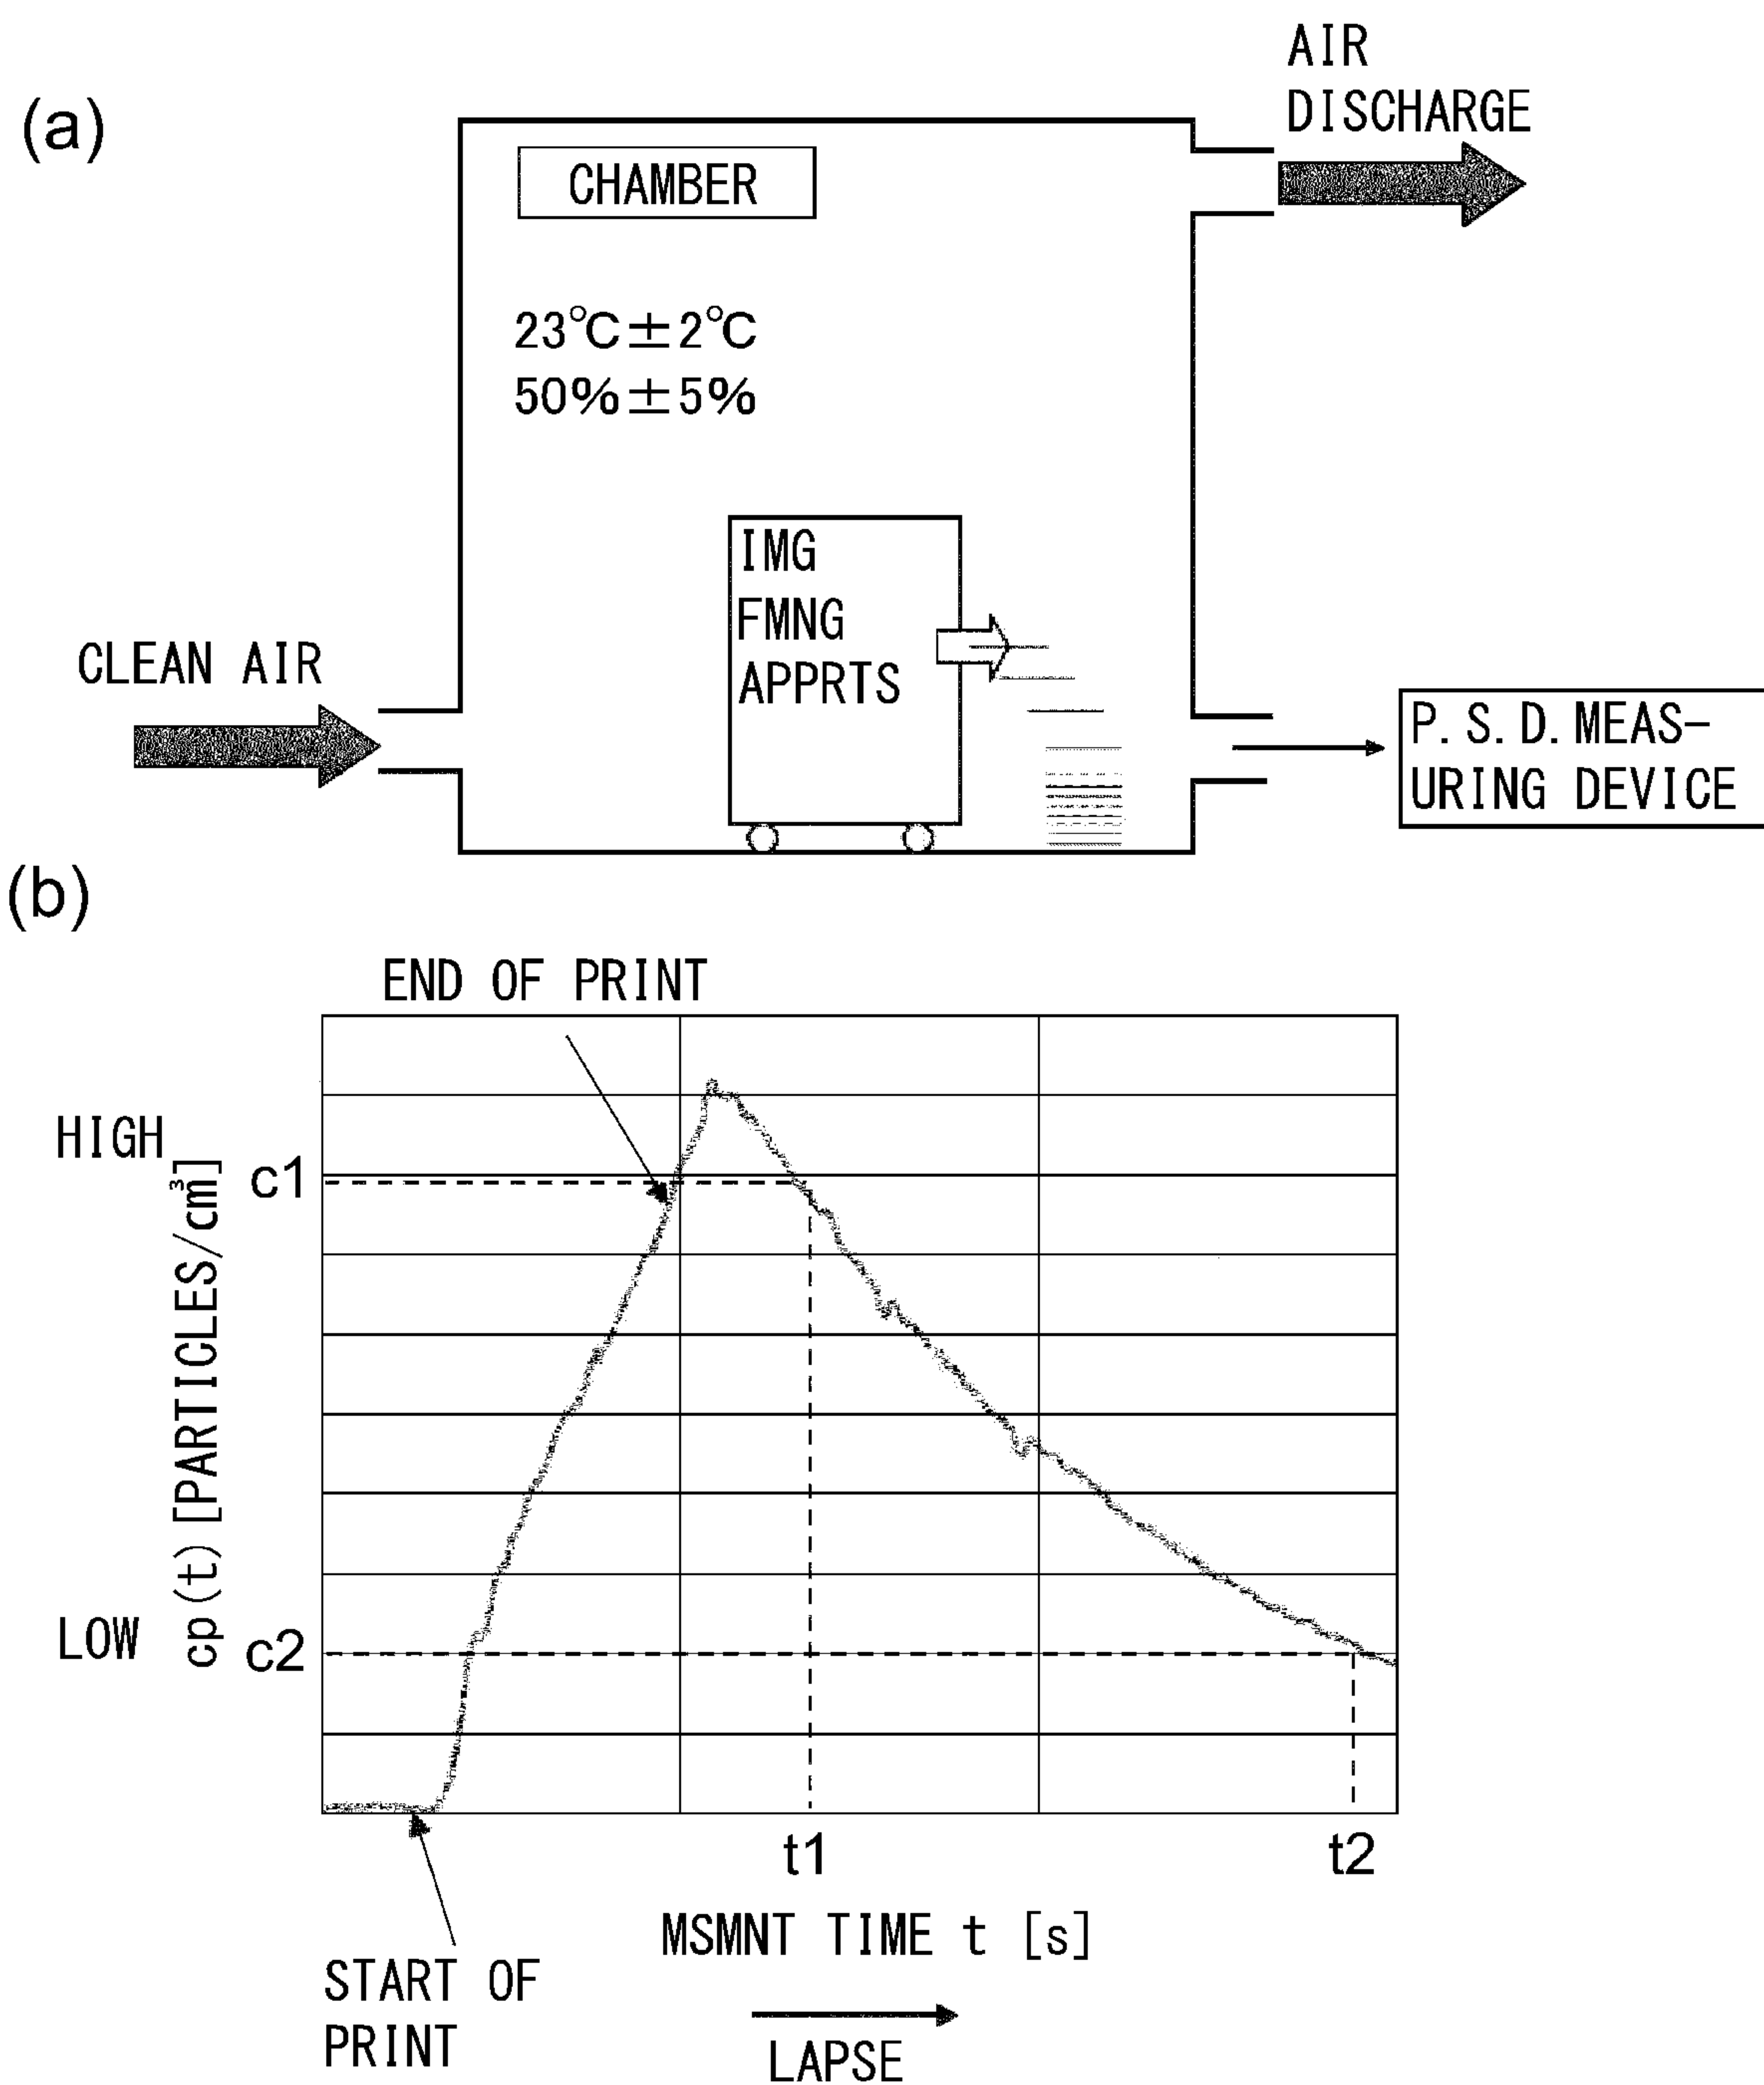 (a)
AIR
DISCHARGE
CHAMBER
23℃±2℃
50%±5%
IMG
FMNG
APPRTS
CLEAN AIR
P.S.D.MEAS-
URING DEVICE
(b)
END OF PRINT
HIGH
c1
cp(t) [PARTICLES/cm³]
LOW
c2
t1
t2
MSMNT TIME t [s]
START OF
PRINT
LAPSE